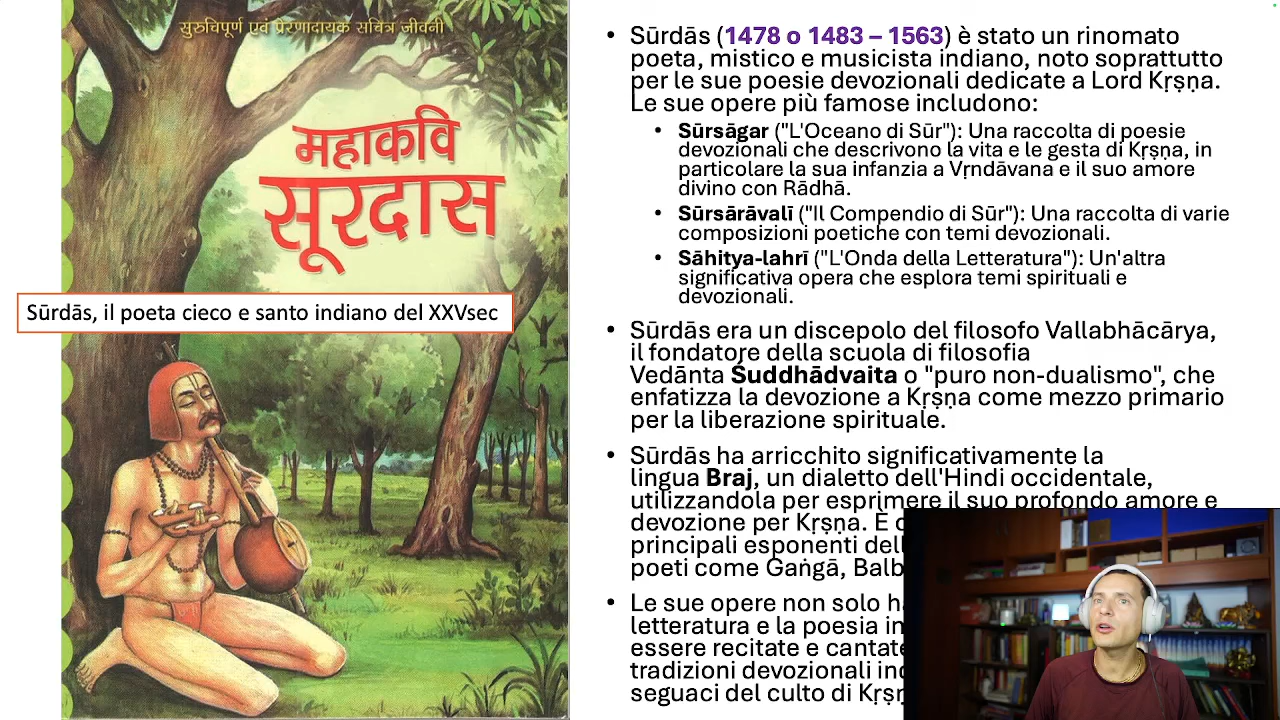 सुरुचिपूर्ण एवं प्रेरणादायक सचित्र जीवनी
महाकवि
सूरदास
Sūrdās, il poeta cieco e santo indiano del XXVsec
• Sūrdās (1478 o 1483 – 1563) è stato un rinomato
poeta, mistico e musicista indiano, noto soprattutto
per le sue poesie devozionali dedicate a Lord Kṛṣṇa.
Le sue opere più famose includono:
• Sūrsāgar ("L'Oceano di Sūr"): Una raccolta di poesie
devozionali che descrivono la vita e le gesta di Kṛṣṇa, in
particolare la sua infanzia a Vṛndāvana e il suo amore
divino con Rādhā.
• Sūrsārāvalī ("Il Compendio di Sūr"): Una raccolta di varie
composizioni poetiche con temi devozionali.
• Sāhitya-lahrī ("L'Onda della Letteratura"): Un'altra
significativa opera che esplora temi spirituali e
devozionali.
• Sūrdās era un discepolo del filosofo Vallabhācārya,
il fondatore della scuola di filosofia
Vedānta Śuddhādvaita o "puro non-dualismo", che
enfatizza la devozione a Kṛṣṇa come mezzo primario
per la liberazione spirituale.
• Sūrdās ha arricchito significativamente la
lingua Braj, un dialetto dell'Hindi occidentale,
utilizzandola per esprimere il suo profondo amore e
devozione per Kṛṣṇa. È
principali esponenti
poeti come Gaṅgā,
• Le sue opere non solo
letteratura e la poesia
essere recitate e cantate
tradizioni devozionali
seguaci del culto di